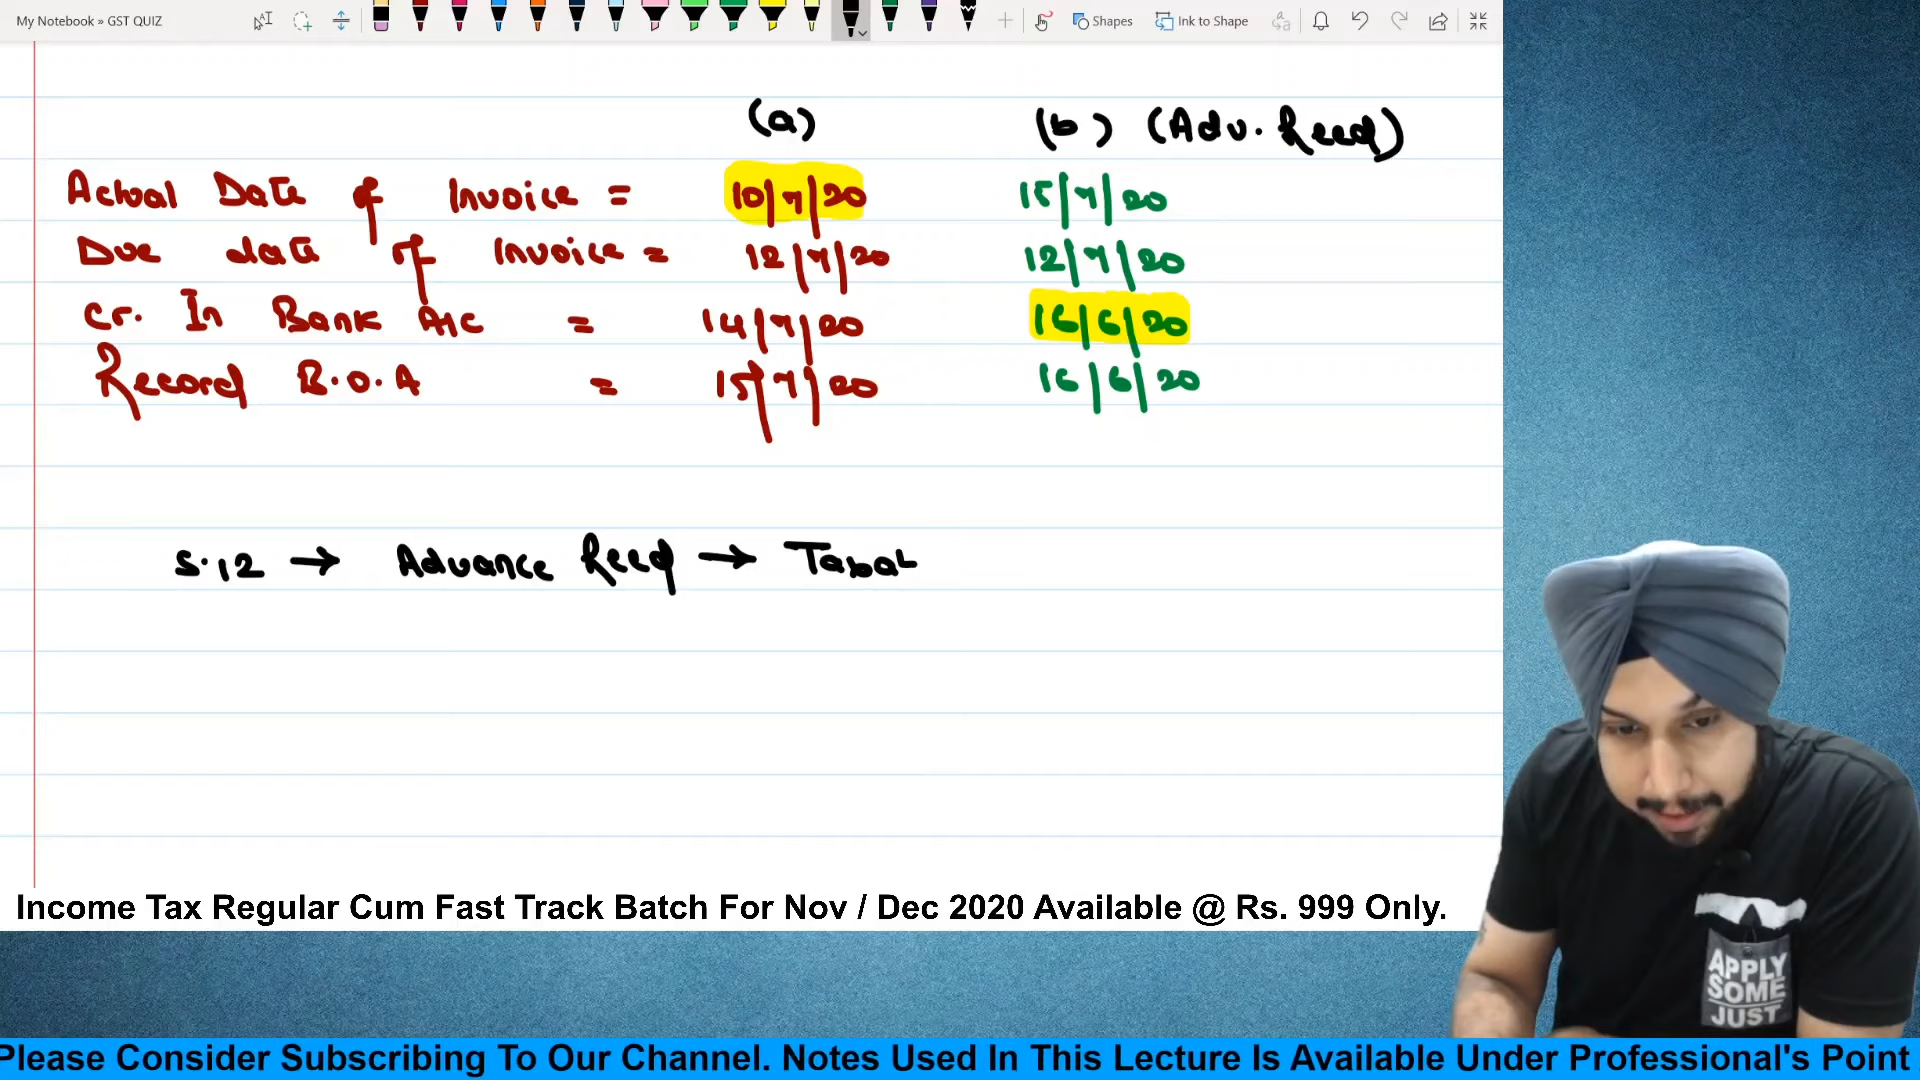 My Notebook » GST QUIZ
Shapes
Ink to Shape
(a) (b) (Adv. Recd)
Actual Date of Invoice = 10/7/20 15/7/20
Due date of Invoice = 12/7/20 12/7/20
Cr. In Bank A/c = 14/7/20 16/6/20
Record B.O.A = 15/7/20 16/6/20
S.12 → Advance Recd → Taxab
Income Tax Regular Cum Fast Track Batch For Nov / Dec 2020 Available @ Rs. 999 Only.
APPLY
SOME
JUST
Please Consider Subscribing To Our Channel. Notes Used In This Lecture Is Available Under Professional's Point